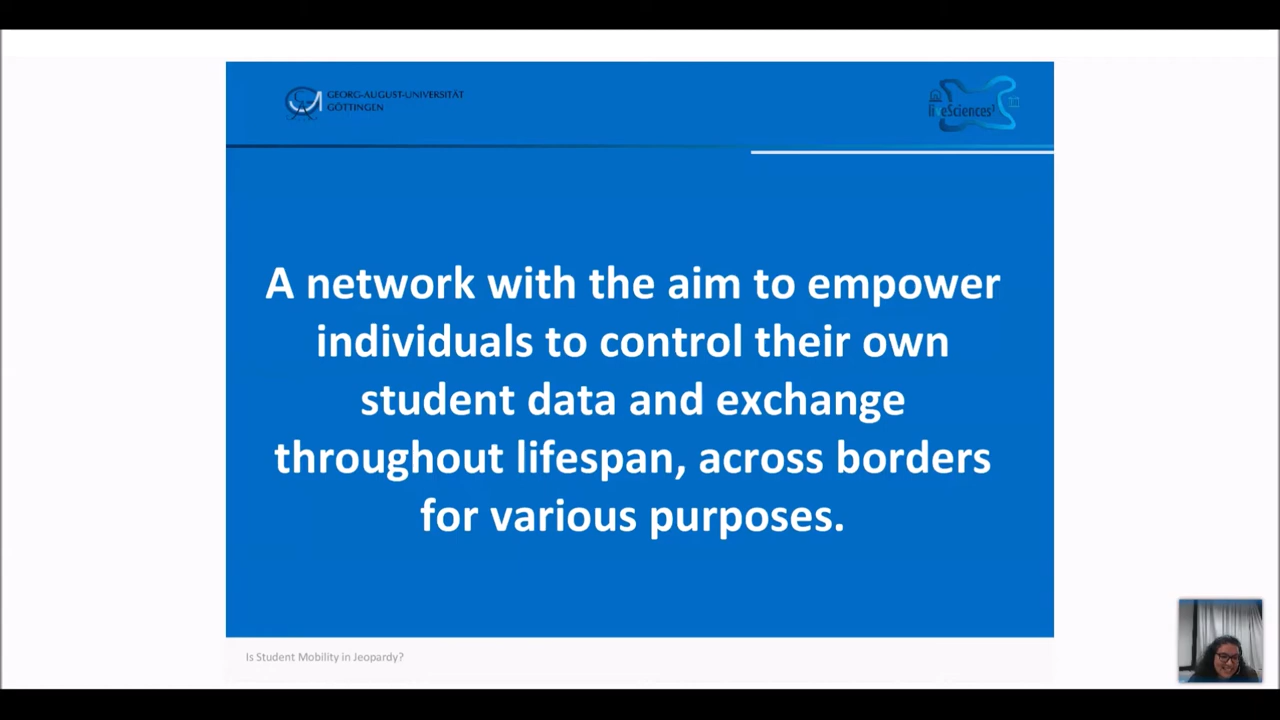 GEORG-AUGUST-UNIVERSITÄT
GÖTTINGEN
A network with the aim to empower
individuals to control their own
student data and exchange
throughout lifespan, across borders
for various purposes.
Is Student Mobility in Jeopardy?